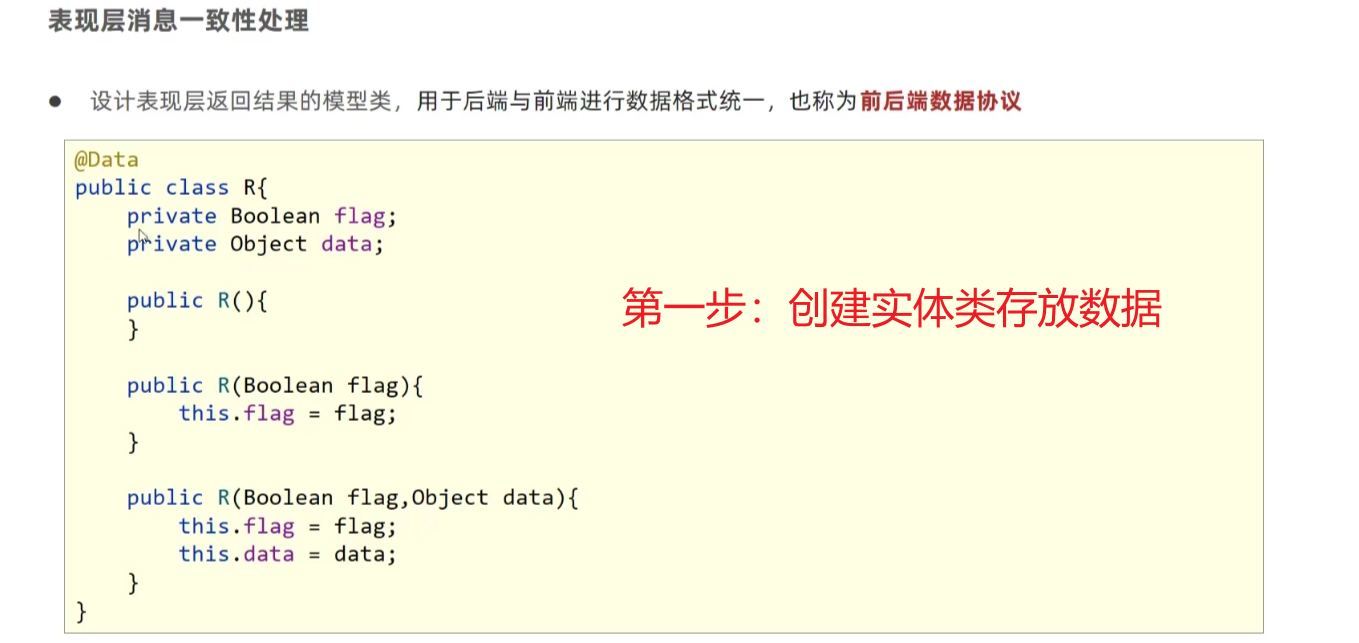 表现层消息一致性处理
● 设计表现层返回结果的模型类，用于后端与前端进行数据格式统一，也称为前后端数据协议
@Data
public class R{
    private Boolean flag;
    private Object data;
    public R(){
    }
第一步：创建实体类存放数据
    public R(Boolean flag){
        this.flag = flag;
    }
    public R(Boolean flag,Object data){
        this.flag = flag;
        this.data = data;
    }
}